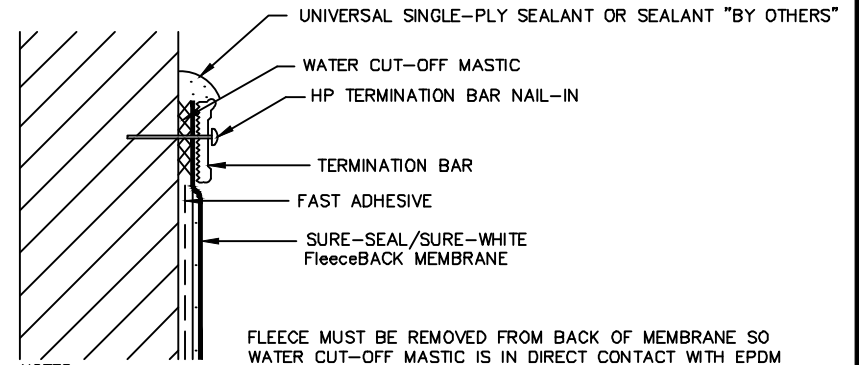 UNIVERSAL SINGLE-PLY SEALANT OR SEALANT "BY OTHERS"
WATER CUT-OFF MASTIC
HP TERMINATION BAR NAIL-IN
TERMINATION BAR
FAST ADHESIVE
SURE-SEAL/SURE-WHITE
FleeceBACK MEMBRANE
FLEECE MUST BE REMOVED FROM BACK OF MEMBRANE SO
WATER CUT-OFF MASTIC IS IN DIRECT CONTACT WITH EPDM